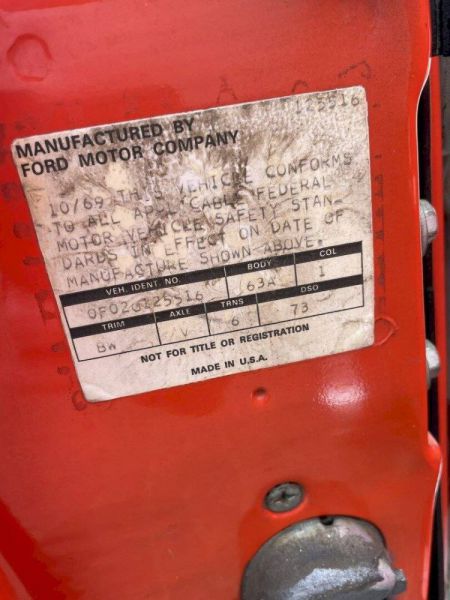 125516
MANUFACTURED BY
FORD MOTOR COMPANY
10/69 THIS VEHICLE CONFORMS
TO ALL APPLICABLE FEDERAL
MOTOR VEHICLE SAFETY STAN-
DARDS IN EFFECT ON DATE OF
MANUFACTURE SHOWN ABOVE.
VEH. IDENT. NO. BODY COL
0F02G125516 63A 1
TRIM AXLE TRNS DSO
BW V 6 73
NOT FOR TITLE OR REGISTRATION
MADE IN U.S.A.